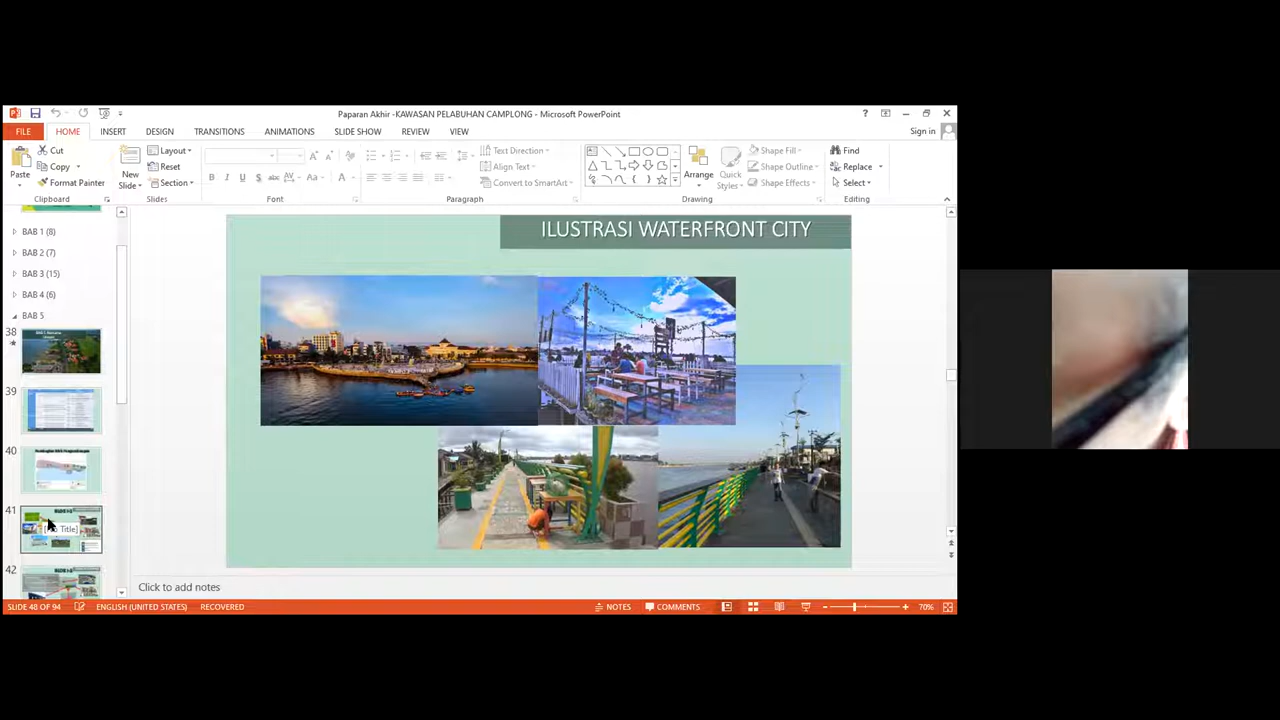 Paparan Akhir -KAWASAN PELABUHAN CAMPLONG - Microsoft PowerPoint
FILE HOME INSERT DESIGN TRANSITIONS ANIMATIONS SLIDE SHOW REVIEW VIEW Sign in
Paste
Cut
Copy
Format Painter
Clipboard
New
Slide
Layout
Reset
Section
Slides
B I U S abc AV Aa A
Font
Text Direction
Align Text
Convert to SmartArt
Paragraph
Arrange
Quick
Styles
Shape Fill
Shape Outline
Shape Effects
Drawing
Find
Replace
Select
Editing
BAB 1 (8)
BAB 2 (7)
BAB 3 (15)
BAB 4 (6)
BAB 5
38
39
40
41
42
ILUSTRASI WATERFRONT CITY
Click to add notes
SLIDE 48 OF 94 ENGLISH (UNITED STATES) RECOVERED NOTES COMMENTS 70%